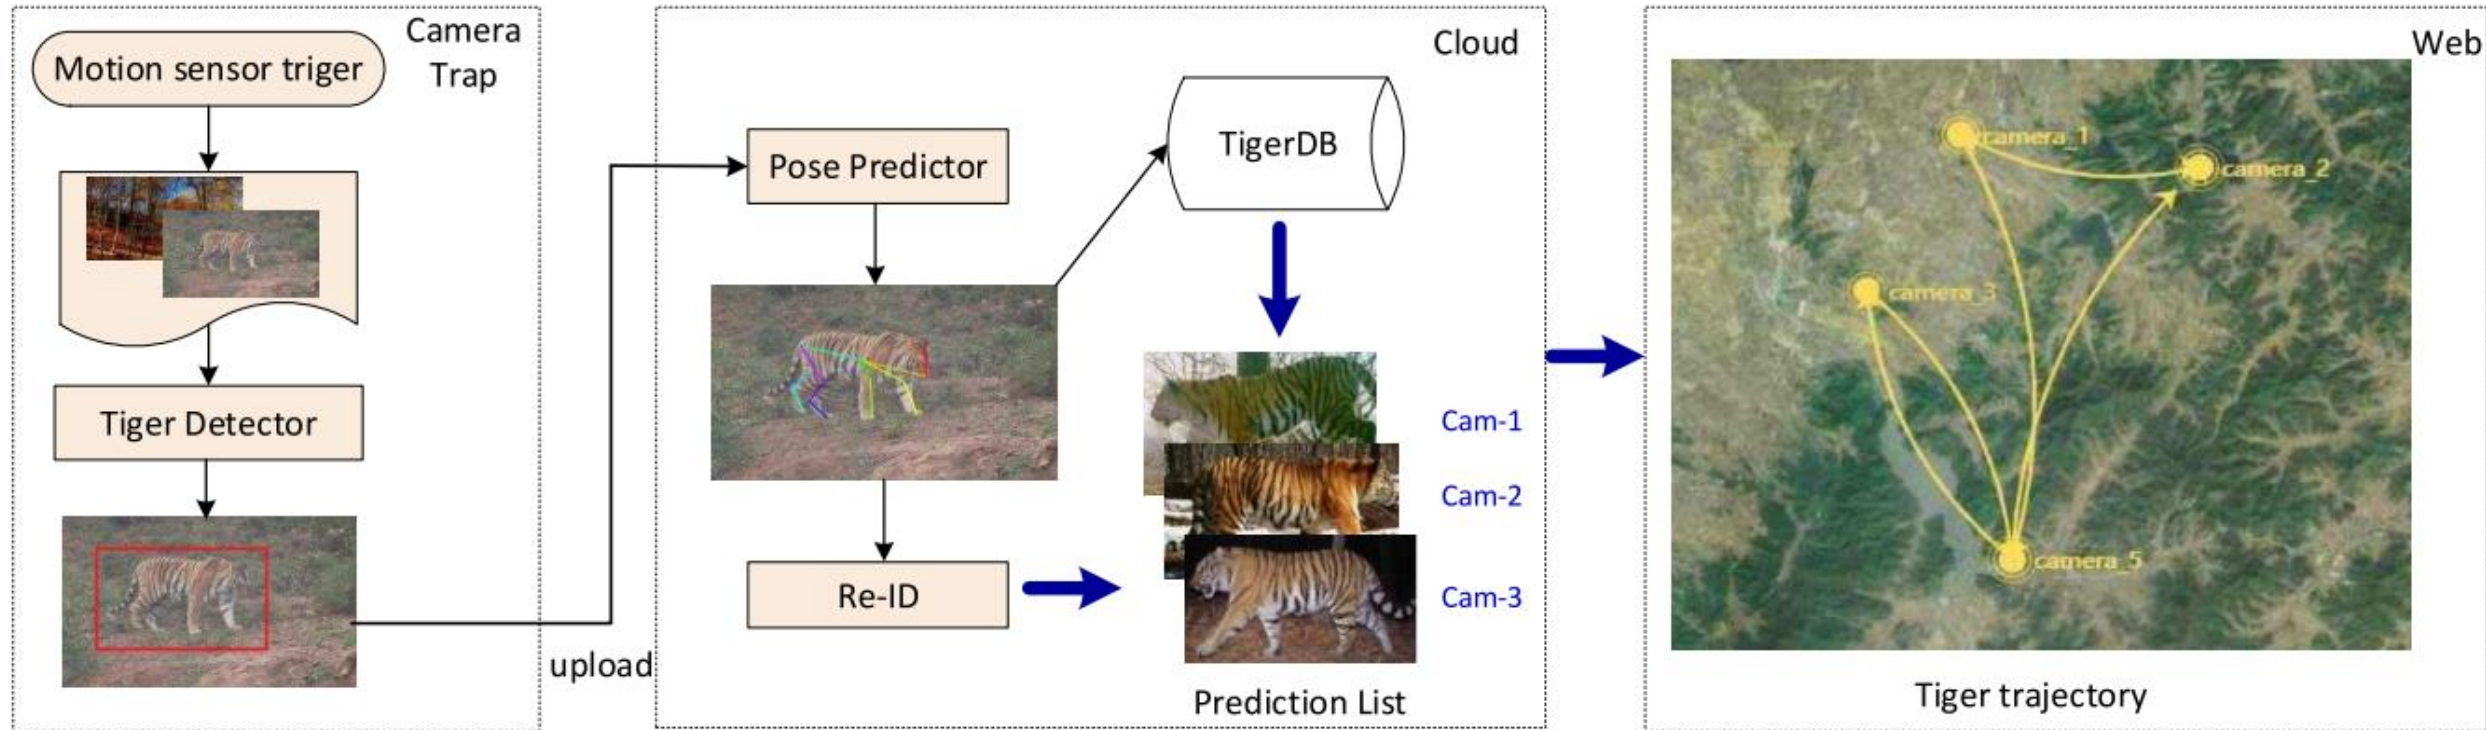 Camera
Trap
Motion sensor triger
Tiger Detector
upload
Cloud
Pose Predictor
TigerDB
Re-ID
Cam-1
Cam-2
Cam-3
Prediction List
Web
camera_1
camera_2
camera_3
camera_5
Tiger trajectory